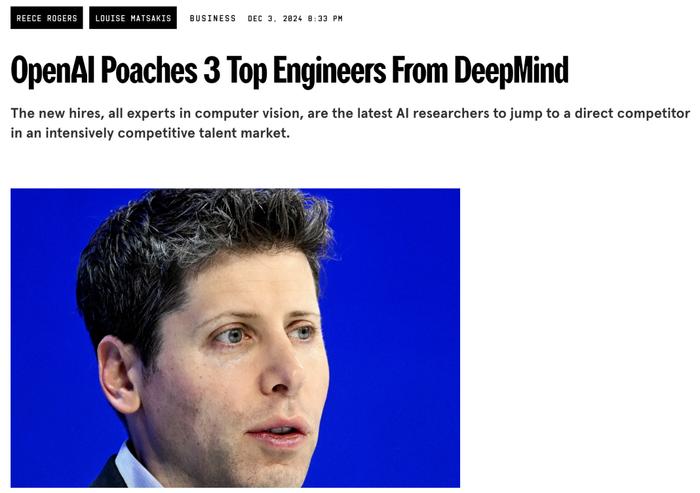 REECE ROGERS LOUISE MATSAKIS BUSINESS DEC 3, 2024 8:33 PM
OpenAI Poaches 3 Top Engineers From DeepMind
The new hires, all experts in computer vision, are the latest AI researchers to jump to a direct competitor
in an intensively competitive talent market.